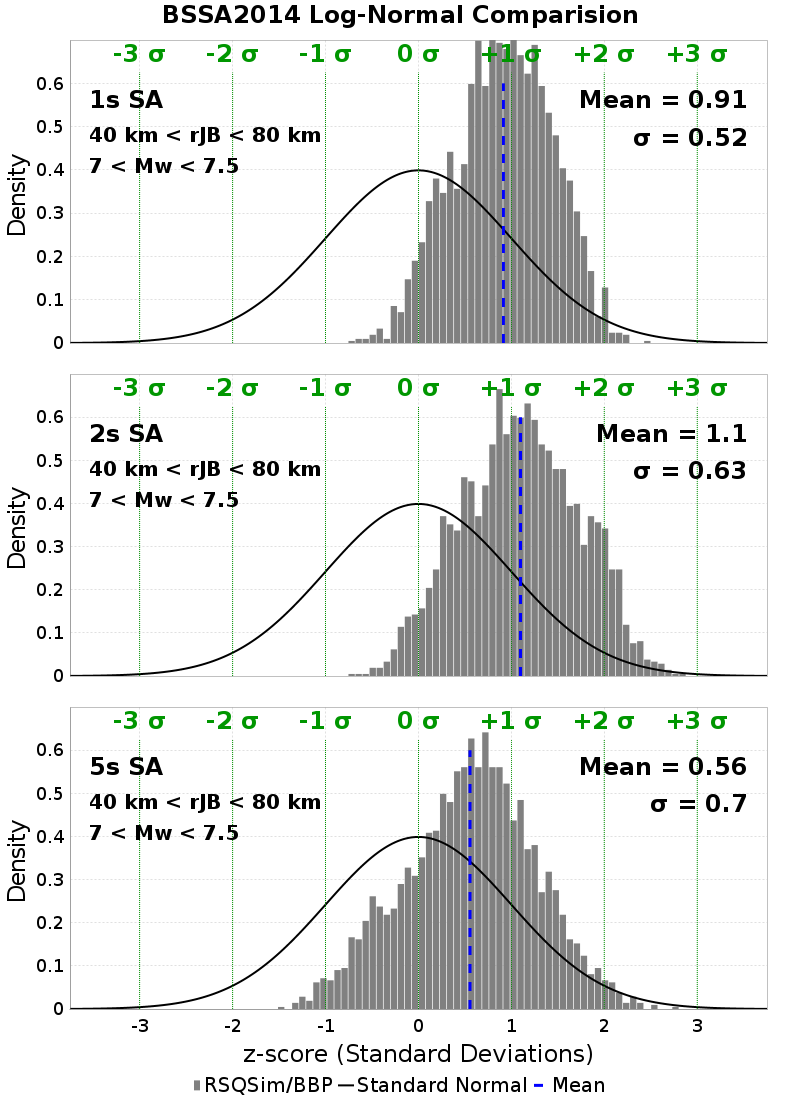 BSSA2014 Log-Normal Comparision
-3 σ -2 σ -1 σ 0 σ +1 σ +2 σ +3 σ
1s SA
Mean = 0.91
40 km < rJB < 80 km
σ = 0.52
7 < Mw < 7.5
Density
0.6
0.5
0.4
0.3
0.2
0.1
0
-3 σ -2 σ -1 σ 0 σ +1 σ +2 σ +3 σ
2s SA
Mean = 1.1
40 km < rJB < 80 km
σ = 0.63
7 < Mw < 7.5
Density
0.6
0.5
0.4
0.3
0.2
0.1
0
-3 σ -2 σ -1 σ 0 σ +1 σ +2 σ +3 σ
5s SA
Mean = 0.56
40 km < rJB < 80 km
σ = 0.7
7 < Mw < 7.5
Density
0.6
0.5
0.4
0.3
0.2
0.1
0
-3 -2 -1 0 1 2 3
z-score (Standard Deviations)
RSQSim/BBP Standard Normal Mean